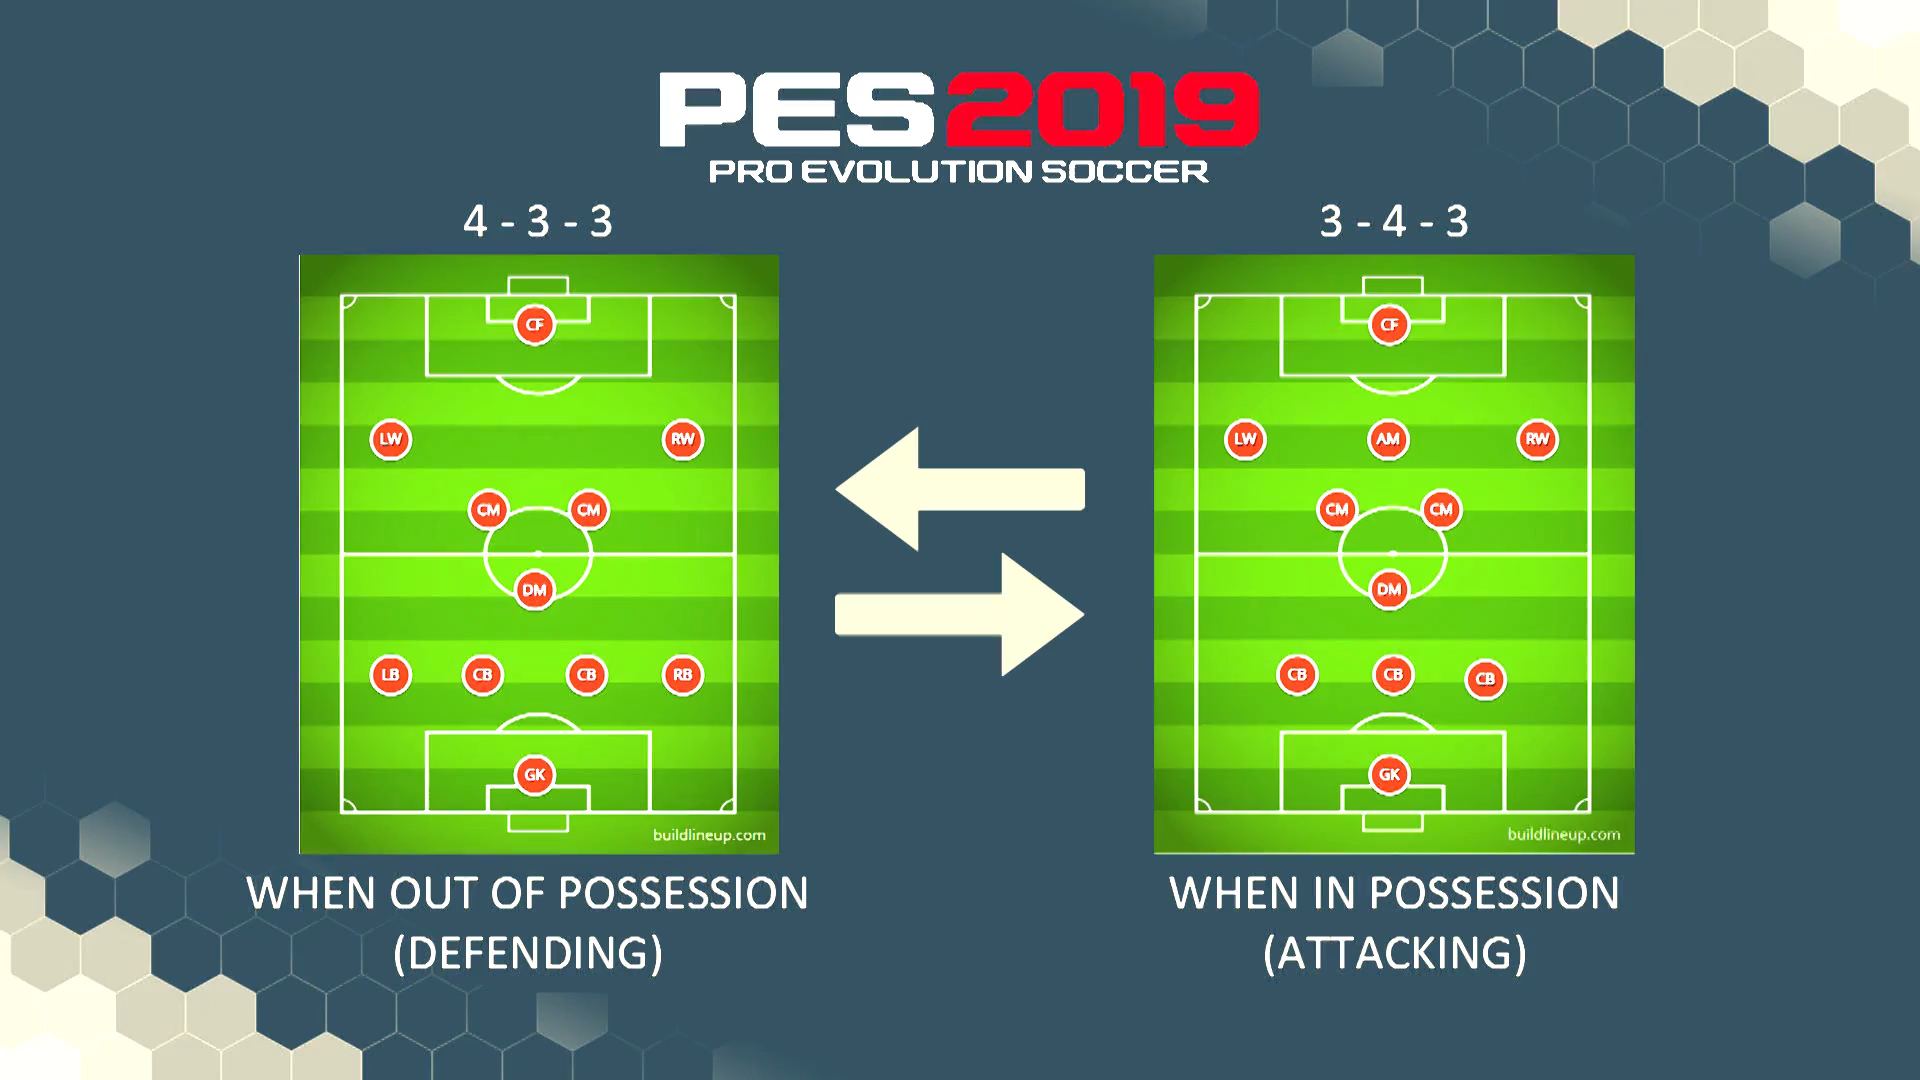 PES2019
PRO EVOLUTION SOCCER
4 - 3 - 3
CF
LW RW
CM CM
DM
LB CB CB RB
GK
buildlineup.com
WHEN OUT OF POSSESSION
(DEFENDING)
3 - 4 - 3
CF
LW AM RW
CM CM
DM
CB CB CB
GK
buildlineup.com
WHEN IN POSSESSION
(ATTACKING)